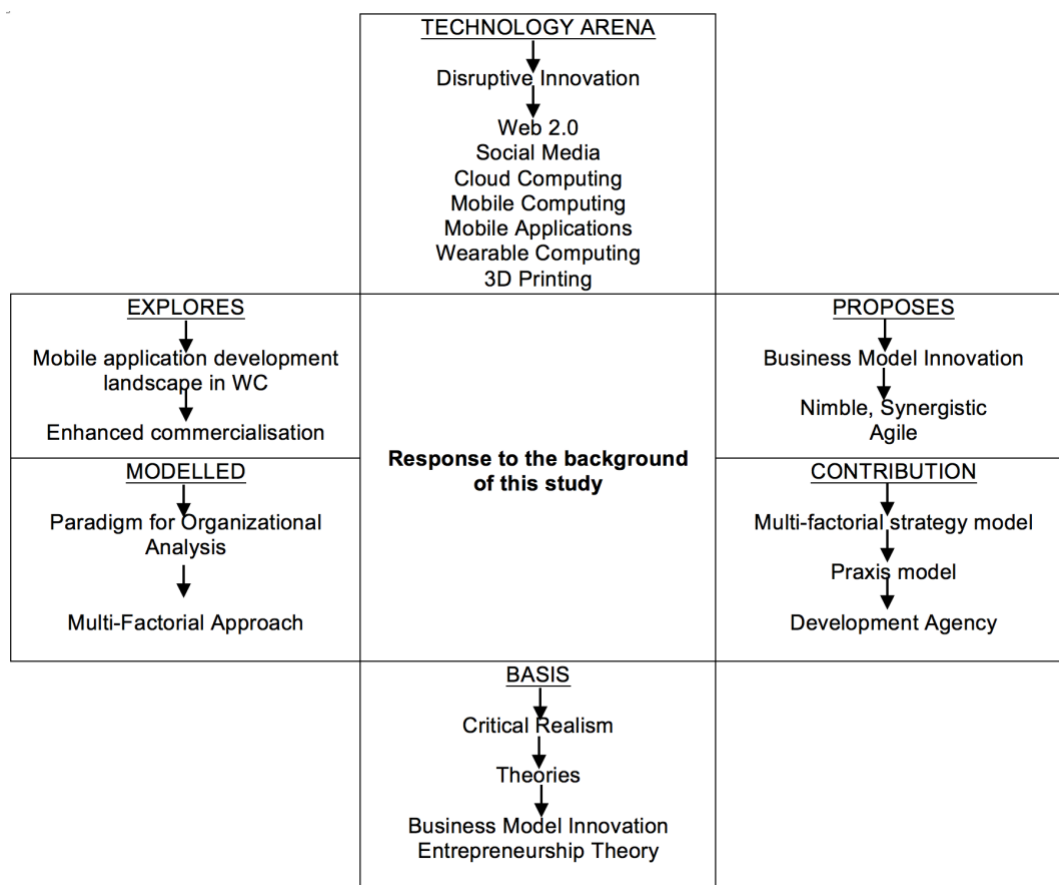 TECHNOLOGY ARENA
Disruptive Innovation
Web 2.0
Social Media
Cloud Computing
Mobile Computing
Mobile Applications
Wearable Computing
3D Printing
EXPLORES
Mobile application development
landscape in WC
Enhanced commercialisation
PROPOSES
Business Model Innovation
Nimble, Synergistic
Agile
Response to the background
of this study
MODELLED
Paradigm for Organizational
Analysis
Multi-Factorial Approach
CONTRIBUTION
Multi-factorial strategy model
Praxis model
Development Agency
BASIS
Critical Realism
Theories
Business Model Innovation
Entrepreneurship Theory